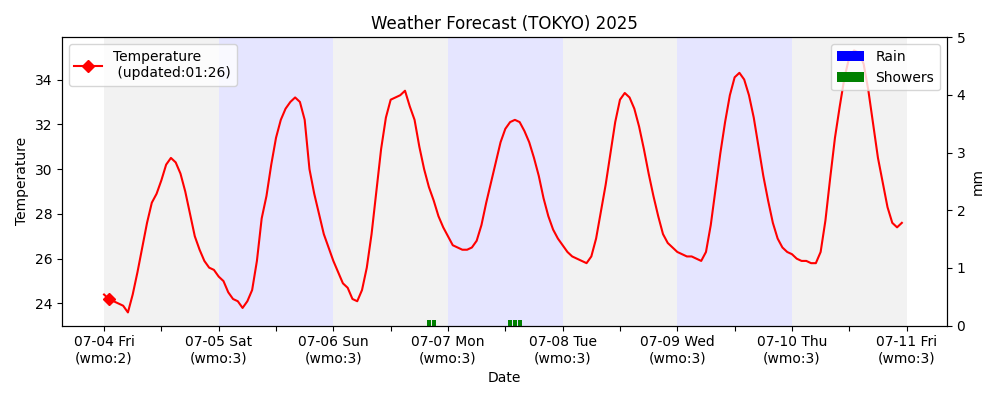 Weather Forecast (TOKYO) 2025
Temperature
(updated:01:26)
Rain
Showers
Temperature
34
32
30
28
26
24
5
4
3
2
1
0
mm
07-04 Fri
(wmo:2)
07-05 Sat
(wmo:3)
07-06 Sun
(wmo:3)
07-07 Mon
(wmo:3)
07-08 Tue
(wmo:3)
07-09 Wed
(wmo:3)
07-10 Thu
(wmo:3)
07-11 Fri
(wmo:3)
Date